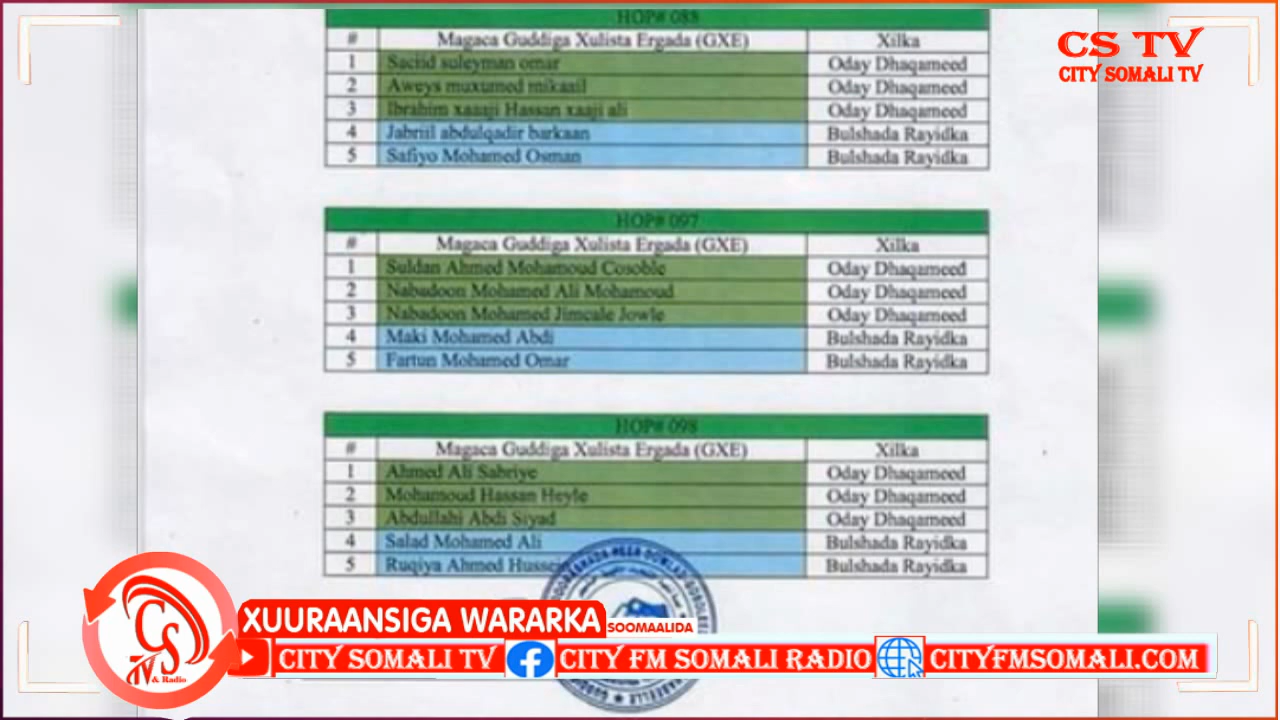 HOP# 088
# Magaca Guddiga Xulista Ergada (GXE) Xilka
1 Saciid suleyman omar Oday Dhaqameed
2 Aweys muxumed mikaail Oday Dhaqameed
3 Ibrahim xaaaji Hassan xaaji ali Oday Dhaqameed
4 Jabriil abdulqadir barkaan Bulshada Rayidka
5 Safiyo Mohamed Osman Bulshada Rayidka
CS TV
CITY SOMALI TV
HOP# 097
# Magaca Guddiga Xulista Ergada (GXE) Xilka
1 Suldan Ahmed Mohamoud Cosoble Oday Dhaqameed
2 Nabadoon Mohamed Ali Mohamoud Oday Dhaqameed
3 Nabadoon Mohamed Jimcale Jowle Oday Dhaqameed
4 Maki Mohamed Abdi Bulshada Rayidka
5 Fartun Mohamed Omar Bulshada Rayidka
HOP# 098
# Magaca Guddiga Xulista Ergada (GXE) Xilka
1 Ahmed Ali Sabriye Oday Dhaqameed
2 Mohamoud Hassan Heyle Oday Dhaqameed
3 Abdullahi Abdi Siyad Oday Dhaqameed
4 Salad Mohamed Ali Bulshada Rayidka
5 Ruqiya Ahmed Bulshada Rayidka
CS
TV & Radio
XUURAANSIGA WARARKA SOOMAALIDA
CITY SOMALI TV CITY FM SOMALI RADIO CITYFMSOMALI.COM